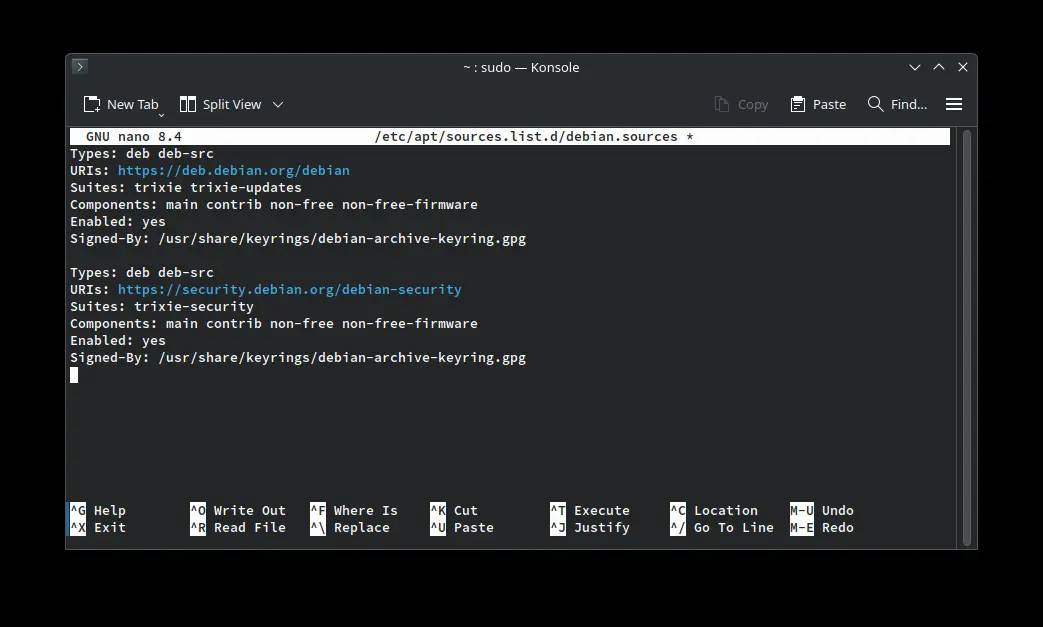 ~ : sudo — Konsole
New Tab Split View Copy Paste Find...
GNU nano 8.4 /etc/apt/sources.list.d/debian.sources *
Types: deb deb-src
URIs: https://deb.debian.org/debian
Suites: trixie trixie-updates
Components: main contrib non-free non-free-firmware
Enabled: yes
Signed-By: /usr/share/keyrings/debian-archive-keyring.gpg
Types: deb deb-src
URIs: https://security.debian.org/debian-security
Suites: trixie-security
Components: main contrib non-free non-free-firmware
Enabled: yes
Signed-By: /usr/share/keyrings/debian-archive-keyring.gpg
^G Help ^O Write Out ^F Where Is ^K Cut ^T Execute ^C Location M-U Undo
^X Exit ^R Read File ^\ Replace ^U Paste ^J Justify ^/ Go To Line M-E Redo